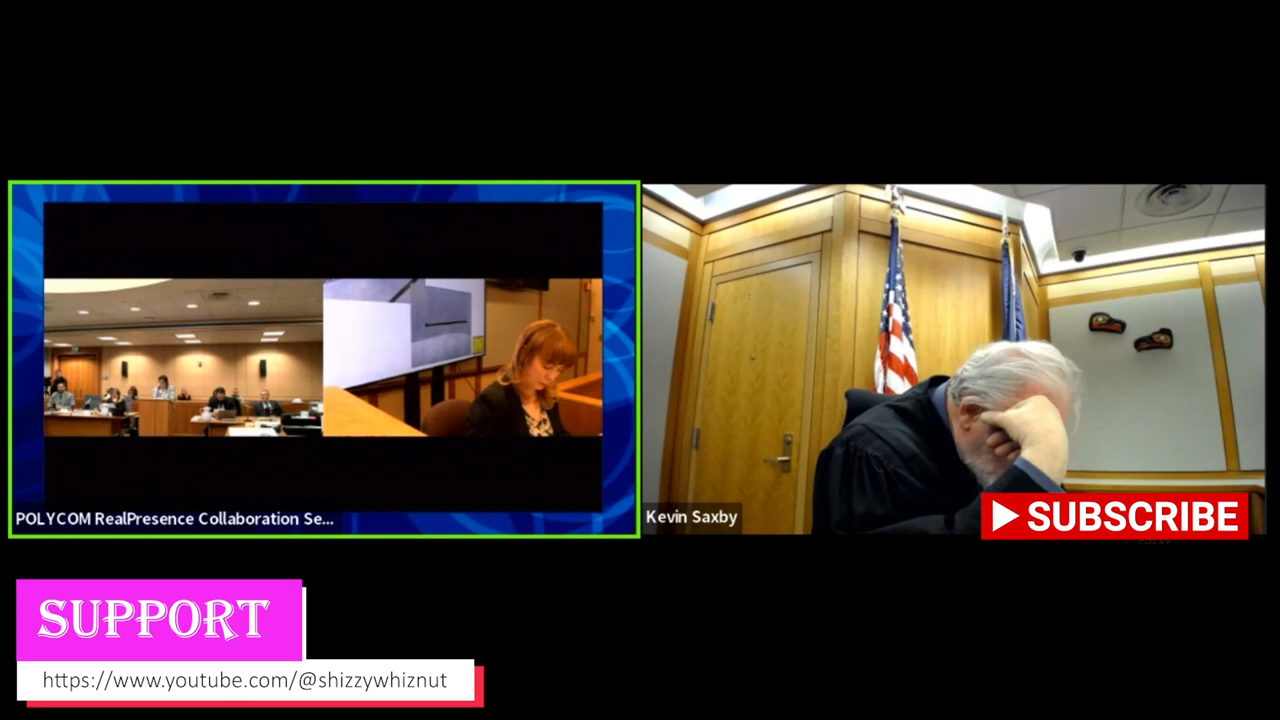 POLYCOM RealPresence Collaboration Se...
Kevin Saxby
SUBSCRIBE
SUPPORT
https://www.youtube.com/@shizzywhiznut